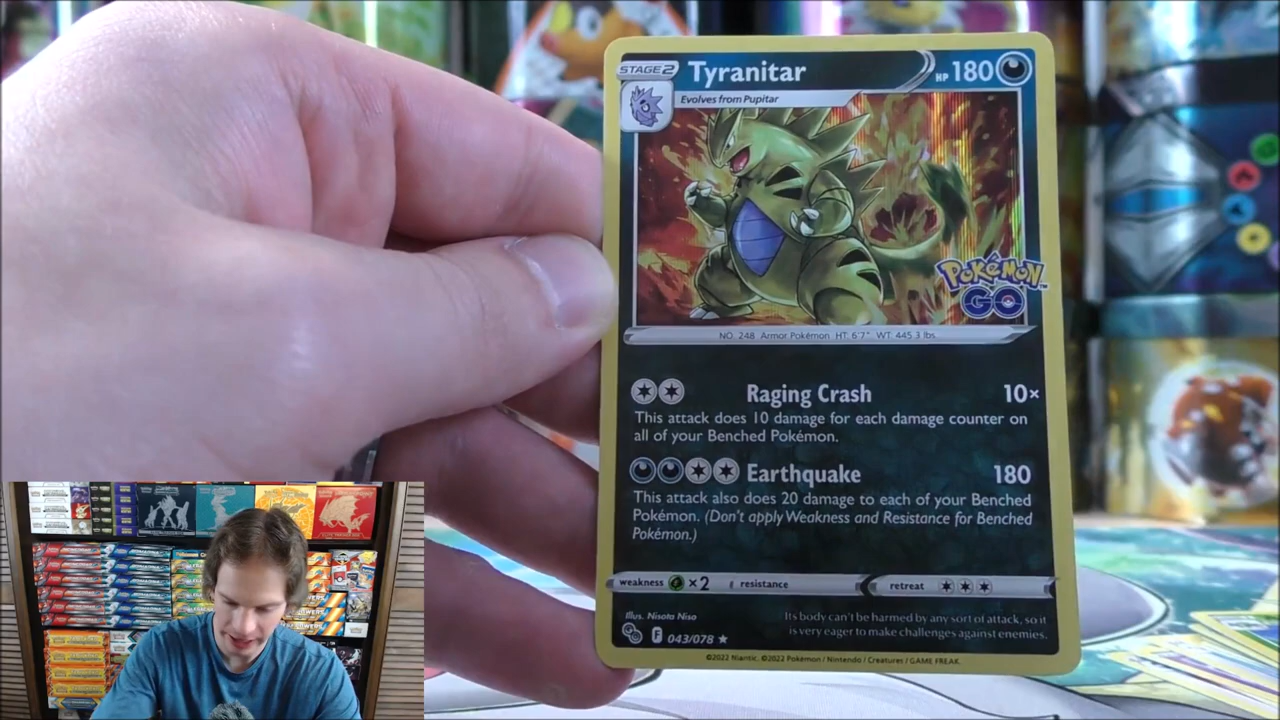 STAGE 2 Tyranitar HP 180
Evolves from Pupitar
POKéMON™
GO
NO. 248 Armor Pokémon HT: 6'7" WT: 445.3 lbs.
Raging Crash 10×
This attack does 10 damage for each damage counter on
all of your Benched Pokémon.
Earthquake 180
This attack also does 20 damage to each of your Benched
Pokémon. (Don't apply Weakness and Resistance for Benched
Pokémon.)
weakness ×2 resistance retreat
Illus. Nisota Niso
Its body can't be harmed by any sort of attack, so it
is very eager to make challenges against enemies.
F 043/078 ★
©2022 Niantic. ©2022 Pokémon / Nintendo / Creatures / GAME FREAK.